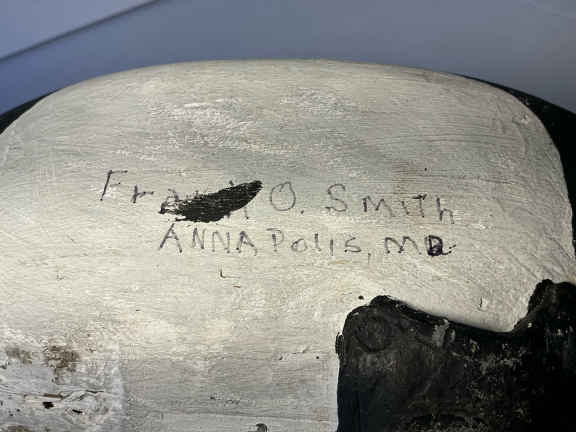 O. Smith
ANNAPolis, MD